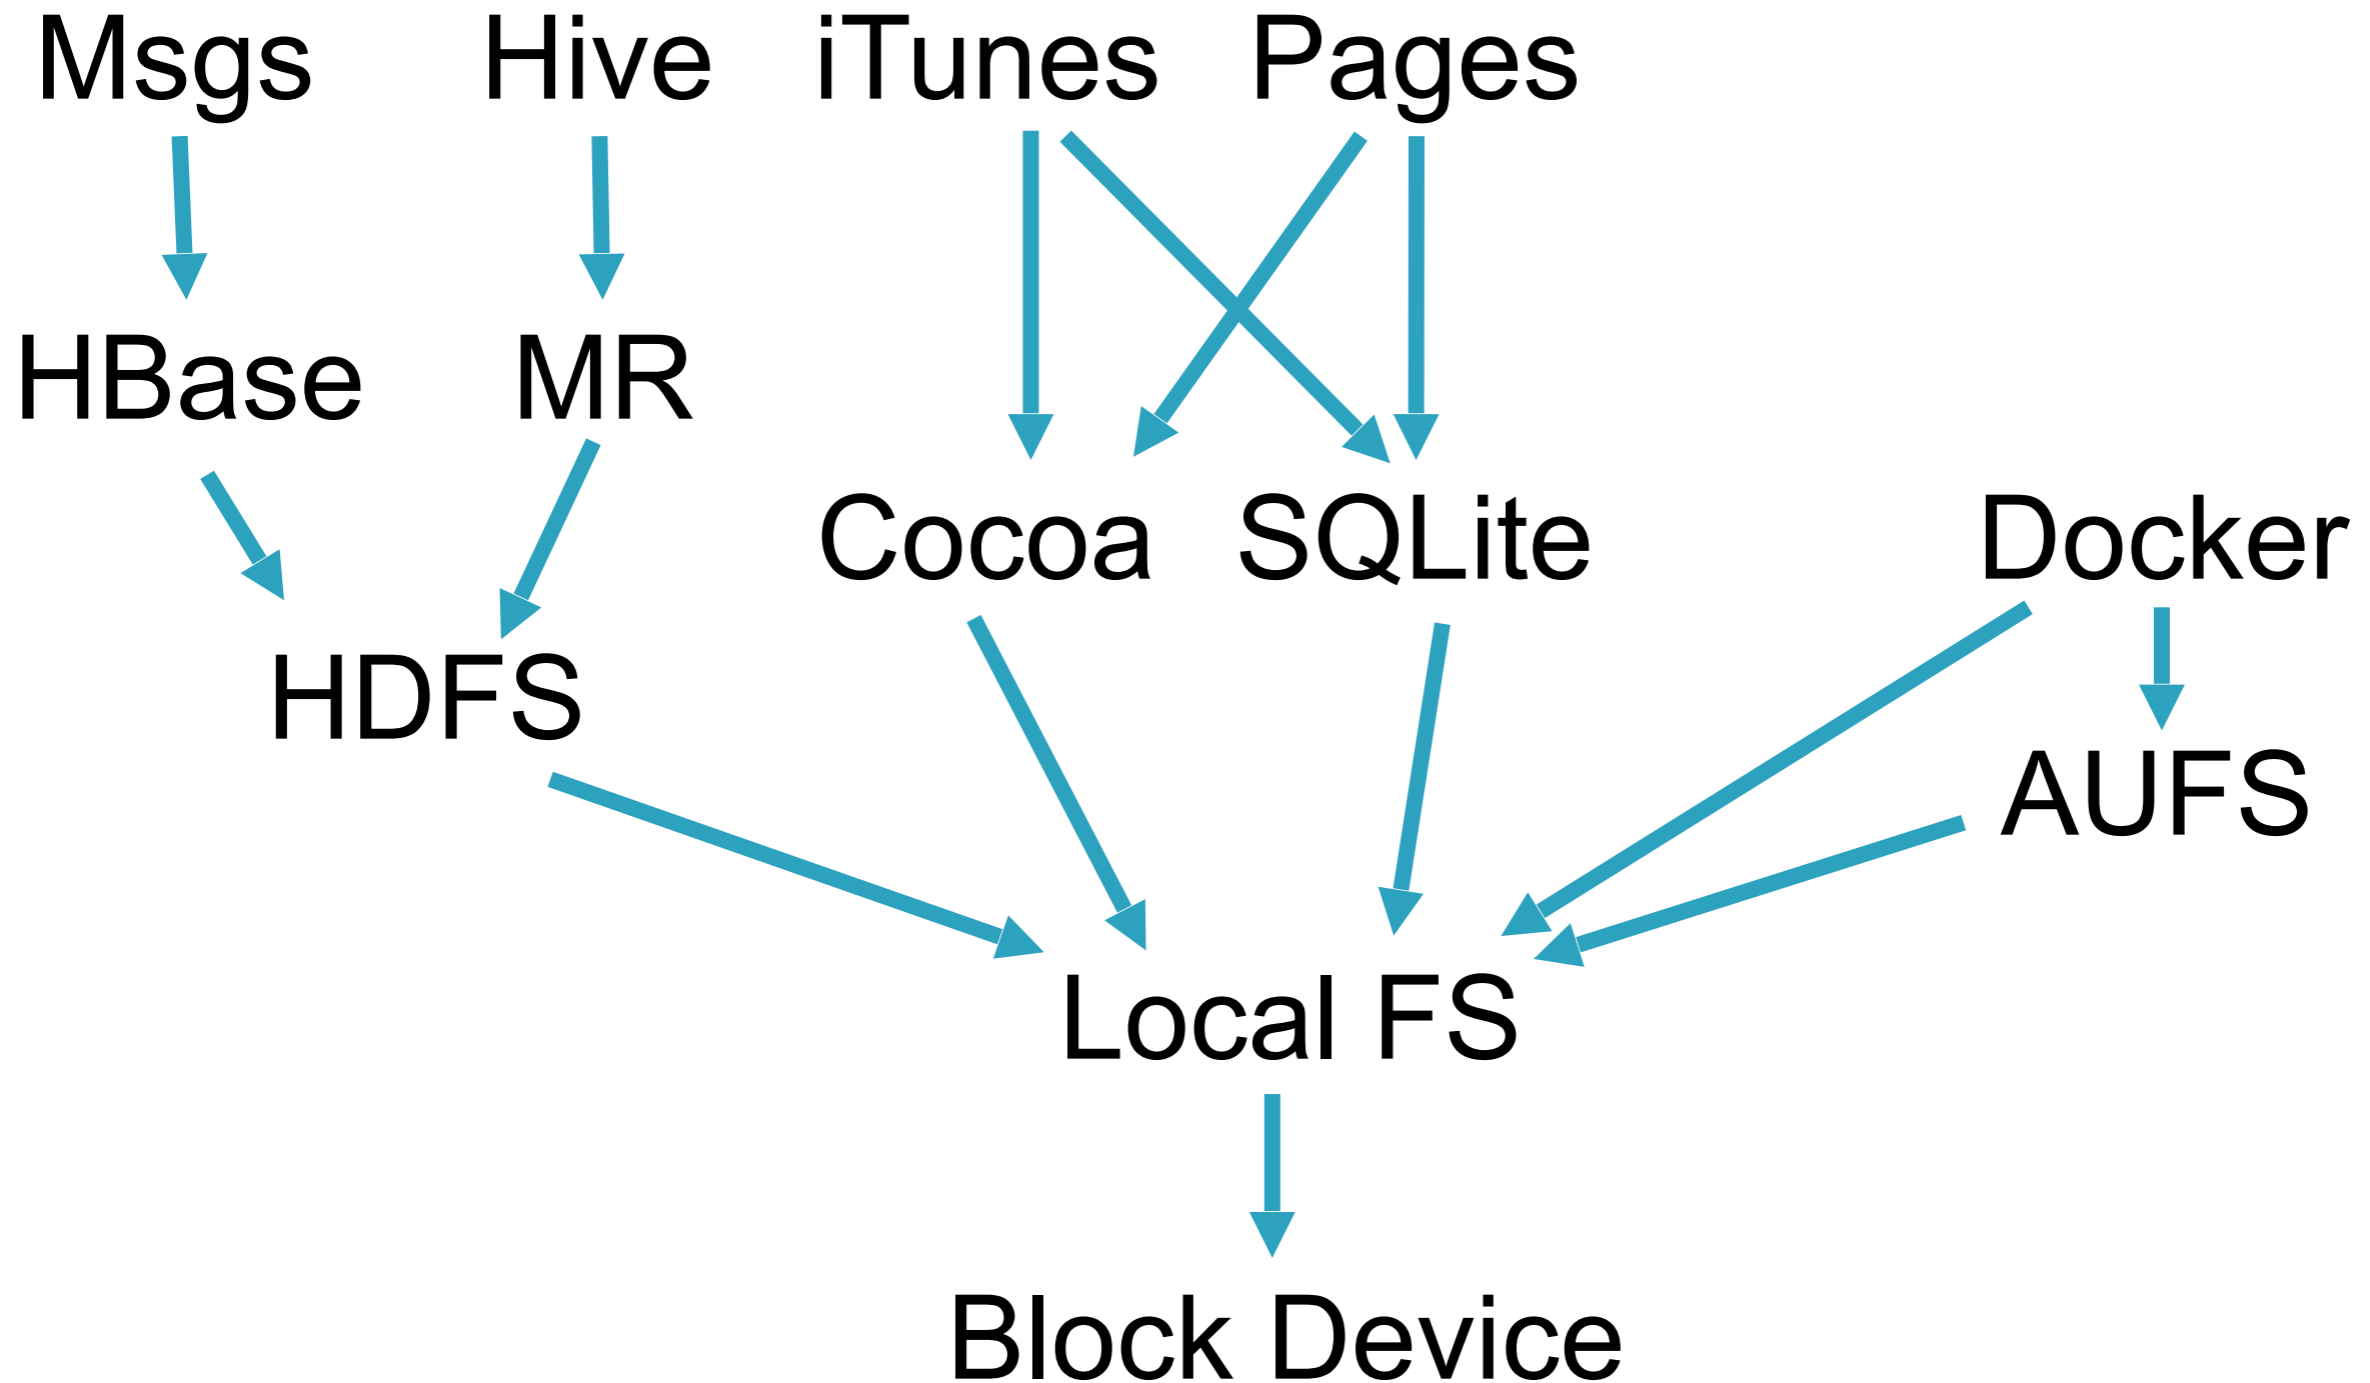 Msgs Hive iTunes Pages
HBase MR
Cocoa SQLite Docker
HDFS
AUFS
Local FS
Block Device